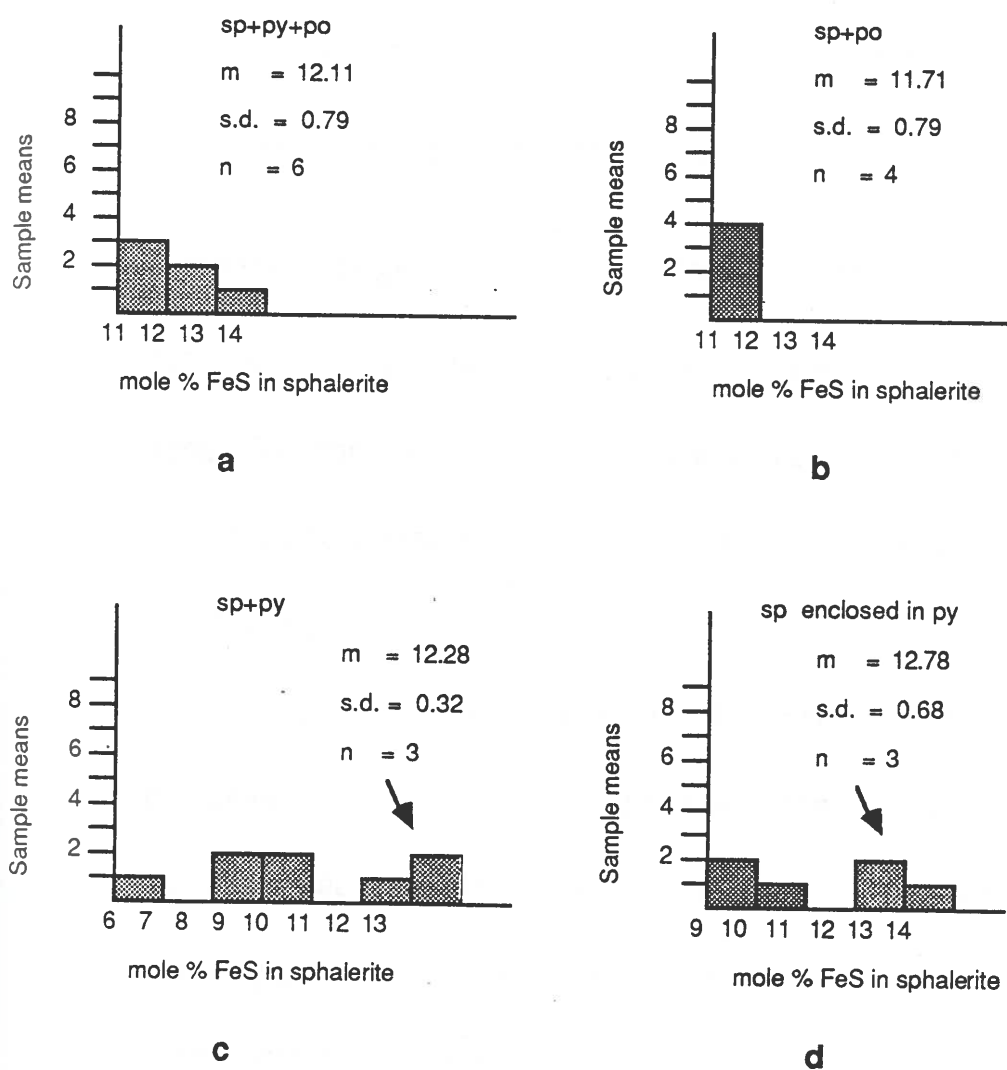 sp+py+po
m = 12.11
s.d. = 0.79
n = 6
8
6
4
2
Sample means
11 12 13 14
mole % FeS in sphalerite
a
sp+po
m = 11.71
s.d. = 0.79
n = 4
8
6
4
2
Sample means
11 12 13 14
mole % FeS in sphalerite
b
sp+py
m = 12.28
s.d. = 0.32
n = 3
8
6
4
2
Sample means
6 7 8 9 10 11 12 13
mole % FeS in sphalerite
c
sp enclosed in py
m = 12.78
s.d. = 0.68
n = 3
8
6
4
2
Sample means
9 10 11 12 13 14
mole % FeS in sphalerite
d